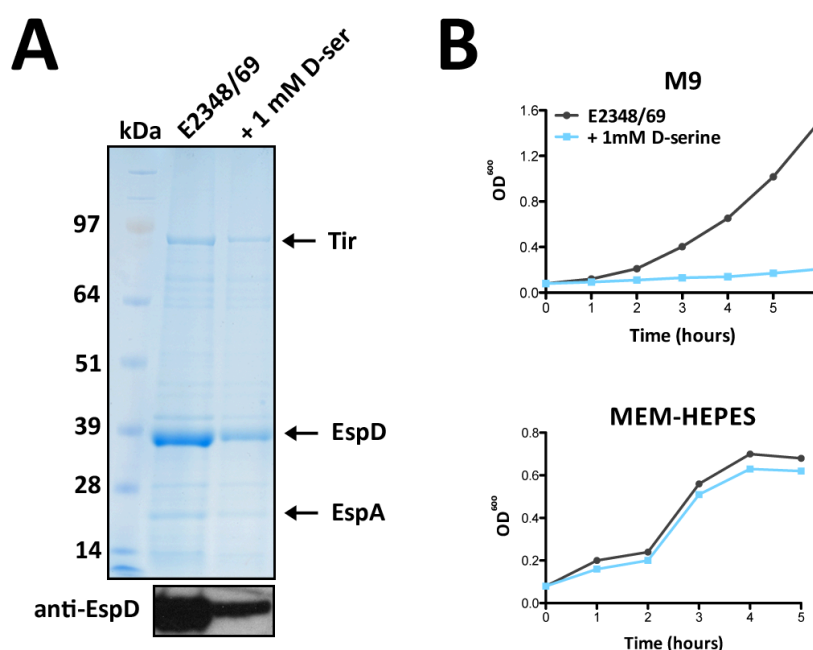 A
kDa
E2348/69
+ 1 mM D-ser
97
64
51
39
28
14
Tir
EspD
EspA
anti-EspD
B
M9
E2348/69
+ 1mM D-serine
OD600
1.6
1.2
0.8
0.4
0.0
0 1 2 3 4 5
Time (hours)
MEM-HEPES
OD600
0.8
0.6
0.4
0.2
0.0
0 1 2 3 4 5
Time (hours)